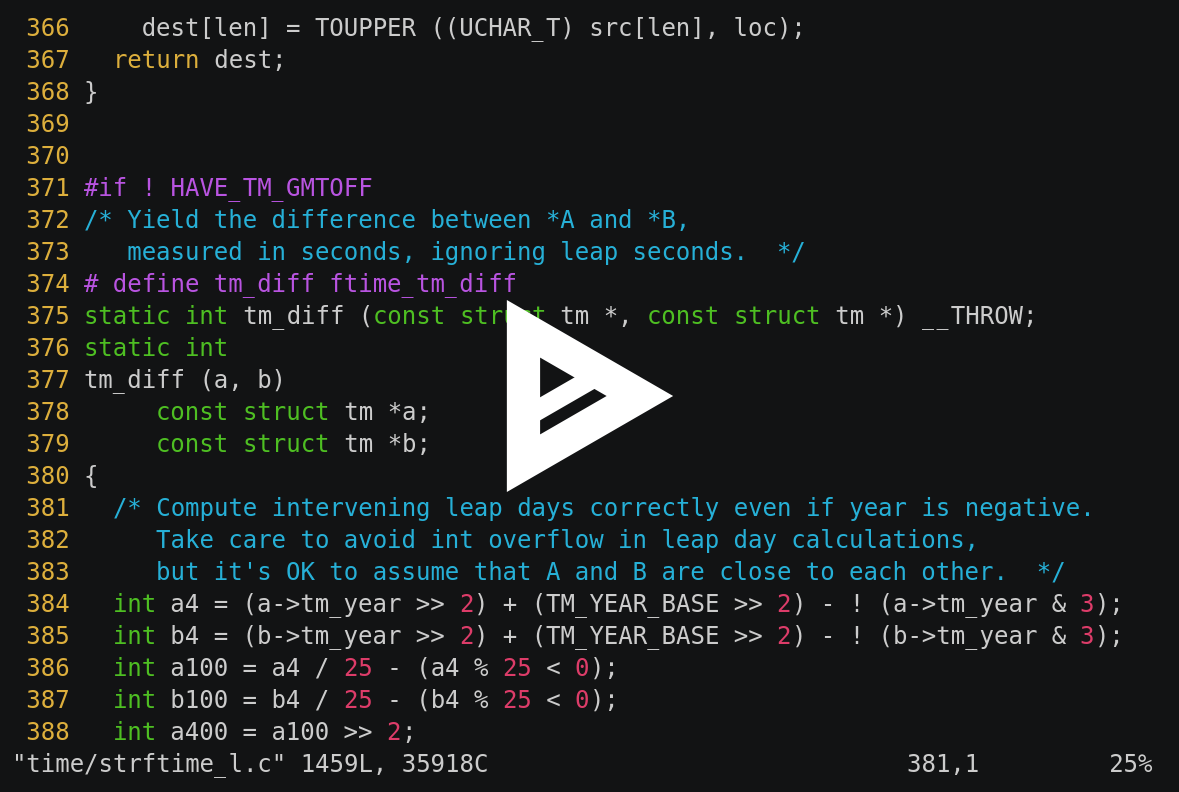 366     dest[len] = TOUPPER ((UCHAR_T) src[len], loc);
367   return dest;
368 }
369
370
371 #if ! HAVE_TM_GMTOFF
372 /* Yield the difference between *A and *B,
373    measured in seconds, ignoring leap seconds.  */
374 # define tm_diff ftime_tm_diff
375 static int tm_diff (const struct tm *, const struct tm *) __THROW;
376 static int
377 tm_diff (a, b)
378      const struct tm *a;
379      const struct tm *b;
380 {
381   /* Compute intervening leap days correctly even if year is negative.
382      Take care to avoid int overflow in leap day calculations,
383      but it's OK to assume that A and B are close to each other.  */
384   int a4 = (a->tm_year >> 2) + (TM_YEAR_BASE >> 2) - ! (a->tm_year & 3);
385   int b4 = (b->tm_year >> 2) + (TM_YEAR_BASE >> 2) - ! (b->tm_year & 3);
386   int a100 = a4 / 25 - (a4 % 25 < 0);
387   int b100 = b4 / 25 - (b4 % 25 < 0);
388   int a400 = a100 >> 2;
"time/strftime_l.c" 1459L, 35918C                             381,1         25%